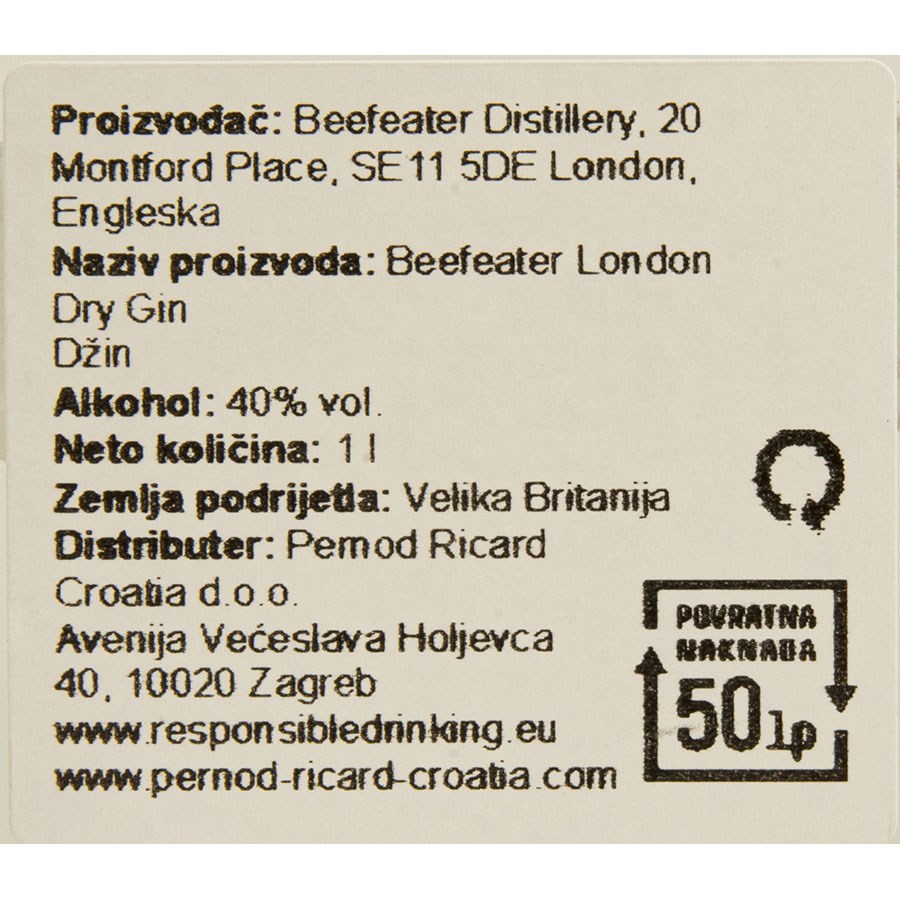 Proizvođač: Beefeater Distillery, 20
Montford Place, SE11 5DE London,
Engleska
Naziv proizvoda: Beefeater London
Dry Gin
Džin
Alkohol: 40% vol.
Neto količina: 1 l
Zemlja podrijetla: Velika Britanija
Distributer: Pernod Ricard
Croatia d.o.o.
Avenija Većeslava Holjevca
40, 10020 Zagreb
www.responsibledrinking.eu
www.pernod-ricard-croatia.com
POVRATNA
NAKNADA
50 lp